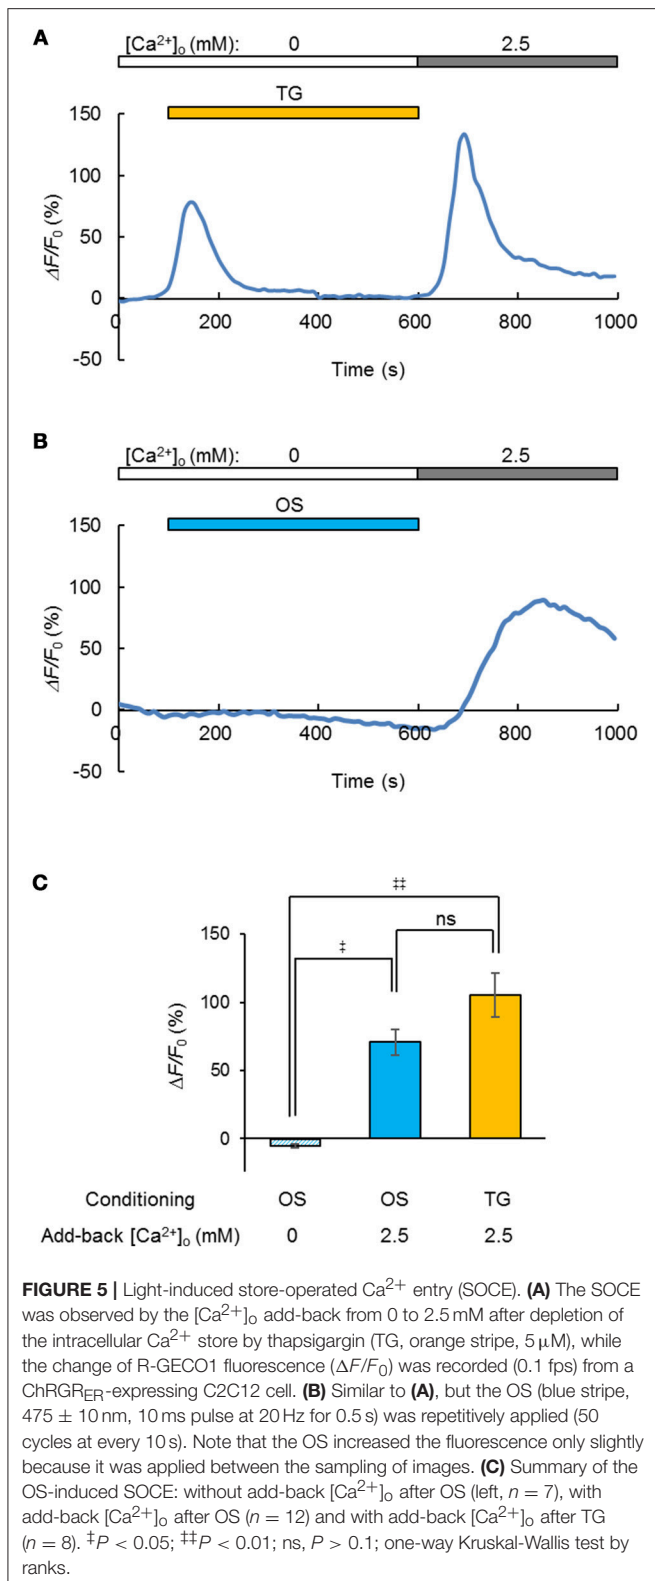 A
[Ca²⁺]ₒ (mM): 0 2.5
TG
150
100
50
0
-50
ΔF/F₀ (%)
0 200 400 600 800 1000
Time (s)
B
[Ca²⁺]ₒ (mM): 0 2.5
OS
150
100
50
0
-50
ΔF/F₀ (%)
0 200 400 600 800 1000
Time (s)
C
‡‡
ns
‡
150
100
50
0
ΔF/F₀ (%)
Conditioning OS OS TG
Add-back [Ca²⁺]ₒ (mM) 0 2.5 2.5
FIGURE 5 | Light-induced store-operated Ca²⁺ entry (SOCE). (A) The SOCE
was observed by the [Ca²⁺]ₒ add-back from 0 to 2.5 mM after depletion of
the intracellular Ca²⁺ store by thapsigargin (TG, orange stripe, 5 μM), while
the change of R-GECO1 fluorescence (ΔF/F₀) was recorded (0.1 fps) from a
ChRGR_ER-expressing C2C12 cell. (B) Similar to (A), but the OS (blue stripe,
475 ± 10 nm, 10 ms pulse at 20 Hz for 0.5 s) was repetitively applied (50
cycles at every 10 s). Note that the OS increased the fluorescence only slightly
because it was applied between the sampling of images. (C) Summary of the
OS-induced SOCE: without add-back [Ca²⁺]ₒ after OS (left, n = 7), with
add-back [Ca²⁺]ₒ after OS (n = 12) and with add-back [Ca²⁺]ₒ after TG
(n = 8). ‡P < 0.05; ‡‡P < 0.01; ns, P > 0.1; one-way Kruskal-Wallis test by
ranks.